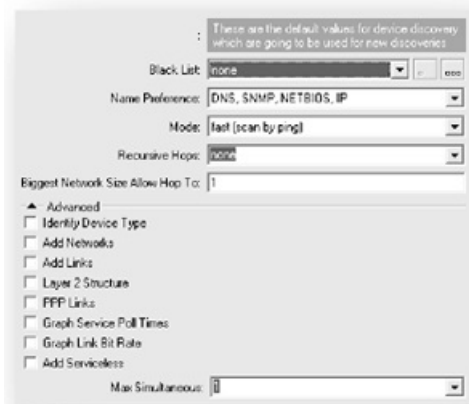 These are the default values for device discovery
: which are going to be used for new discoveries
Black List: none
Name Preference: DNS, SNMP, NETBIOS, IP
Mode: fast (scan by ping)
Recursive Hops: none
Biggest Network Size Allow Hop To: 1
Advanced
Identify Device Type
Add Networks
Add Links
Layer 2 Structure
PPP Links
Graph Service Poll Times
Graph Link Bit Rate
Add Serviceless
Max Simultaneous: